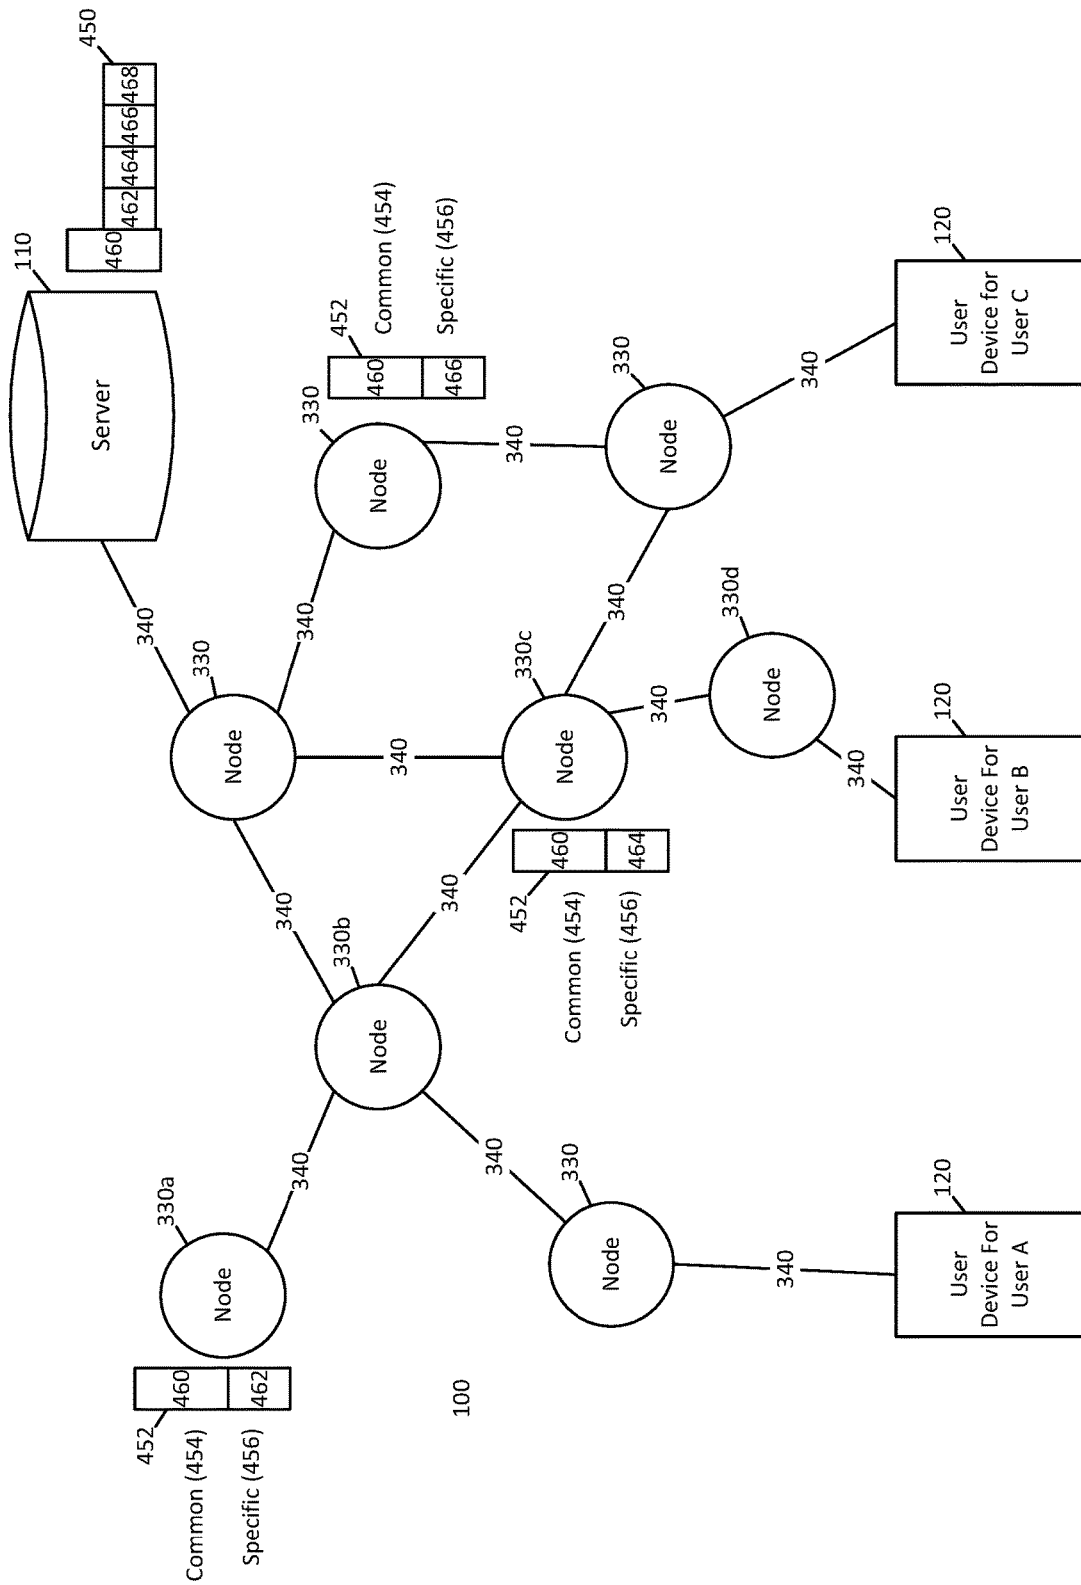 110
450
Server
460
462 464 466 468
452
340
330a
330
460
Common (454)
Node
Node
462
Specific (456)
340
340
340
330
330b
452
Node
Node
460
Common (454)
340
466
Specific (456)
340
100
340
340
452
330c
330
Common (454)
460
Node
Node
Specific (456)
464
340
330
340
Node
330d
Node
340
340
340
120
120
120
User
Device For
User A
User
Device For
User B
User
Device for
User C